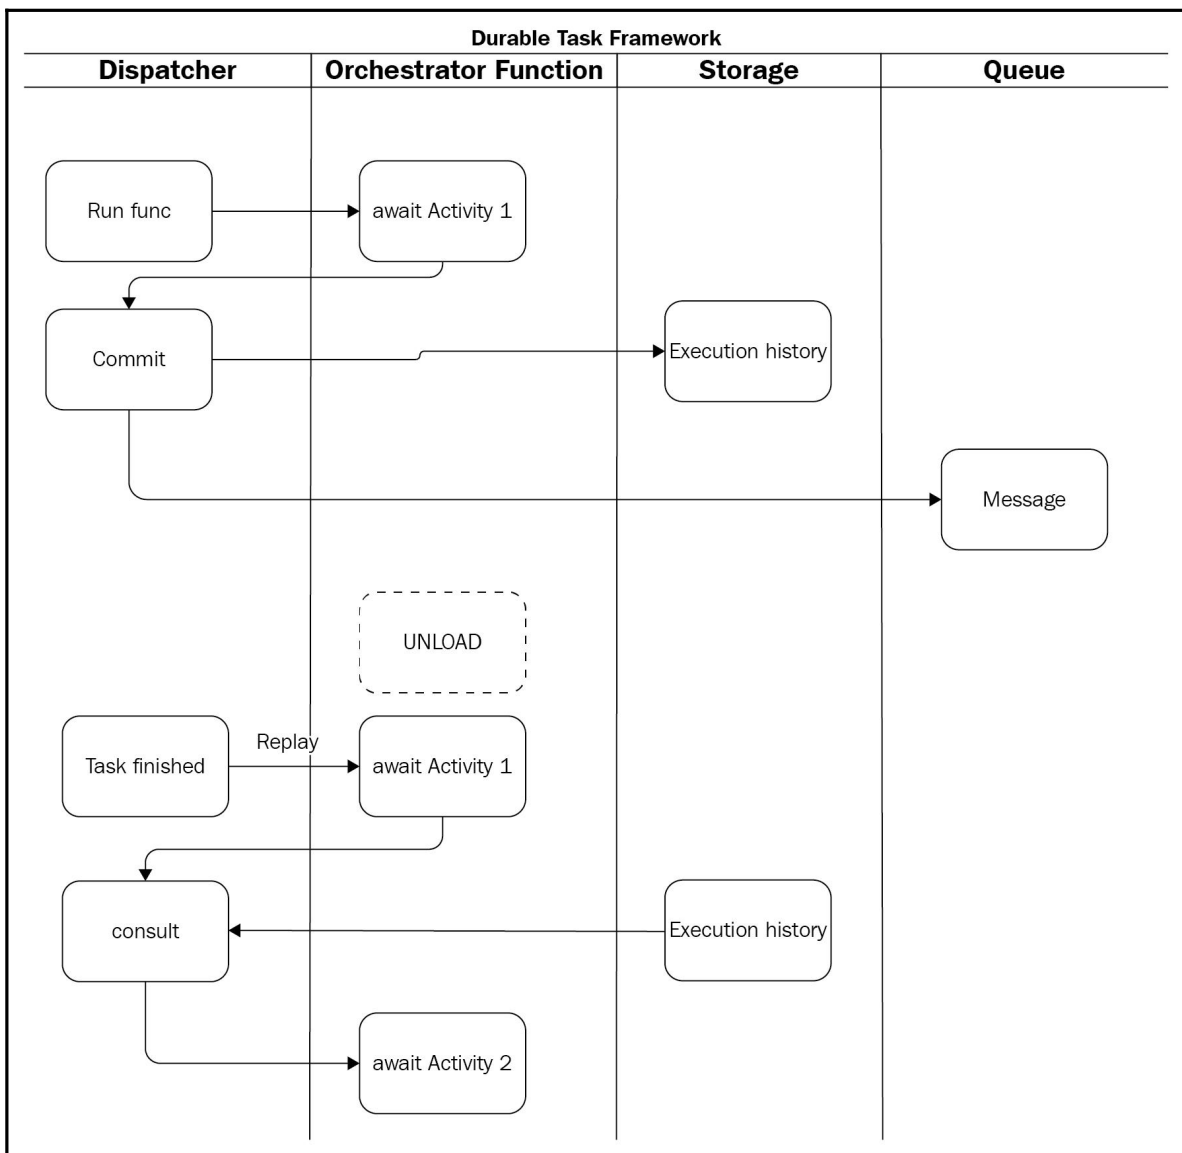 Durable Task Framework
Dispatcher
Orchestrator Function
Storage
Queue
Run func
await Activity 1
Commit
Execution history
Message
UNLOAD
Task finished
Replay
await Activity 1
consult
Execution history
await Activity 2